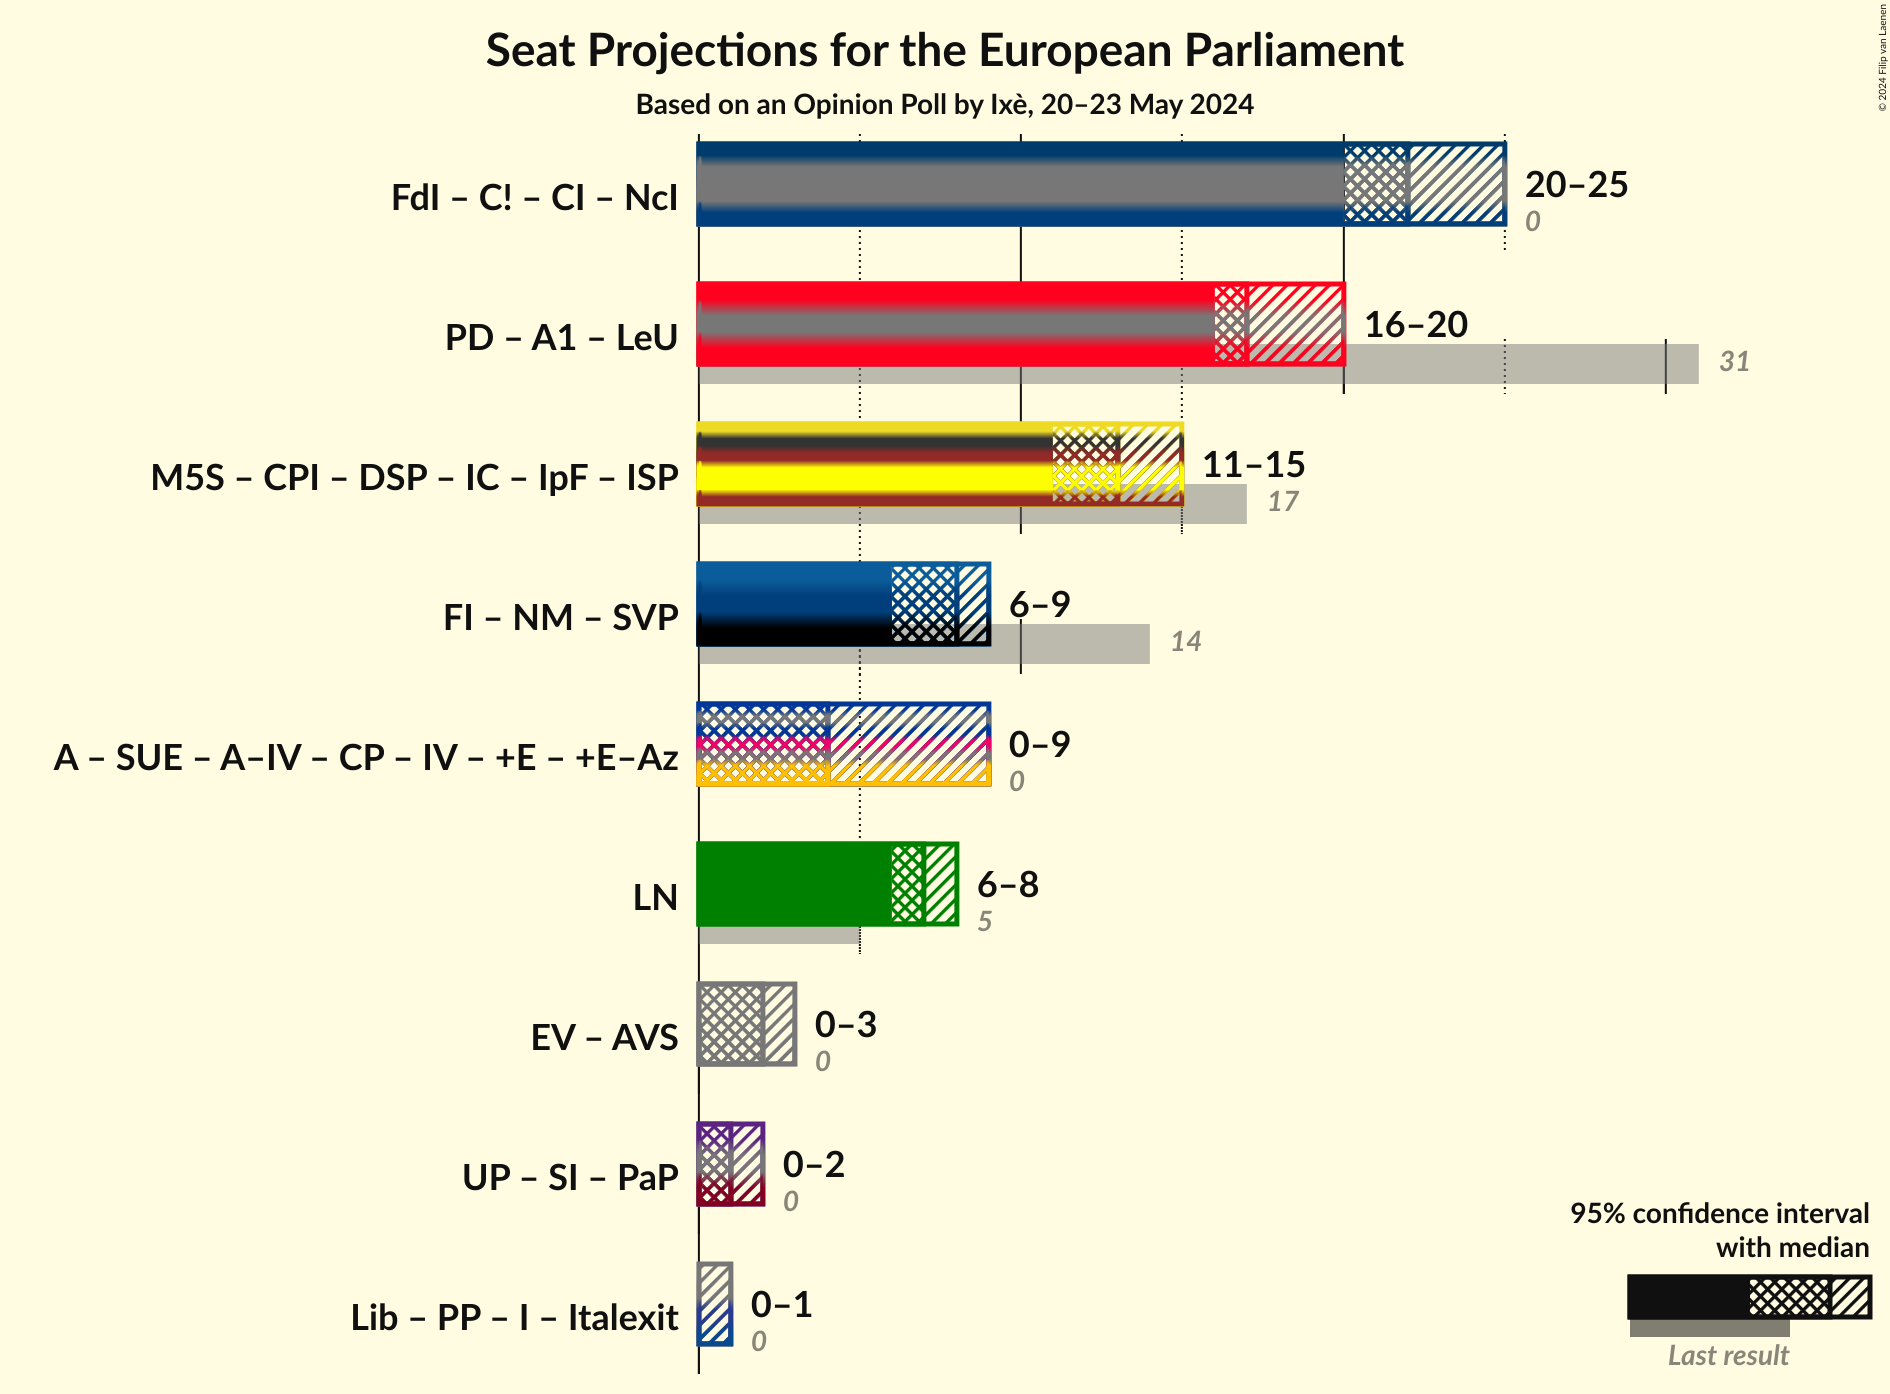 Seat Projections for the European Parliament
Based on an Opinion Poll by Ixè, 20–23 May 2024
© 2024 Filip van Laenen
FdI – C! – CI – NcI
20–25
0
PD – A1 – LeU
16–20
31
M5S – CPI – DSP – IC – IpF – ISP
11–15
17
FI – NM – SVP
6–9
14
A – SUE – A–IV – CP – IV – +E – +E–Az
0–9
0
LN
6–8
5
EV – AVS
0–3
0
UP – SI – PaP
0–2
0
Lib – PP – I – Italexit
0–1
0
95% confidence interval
with median
Last result